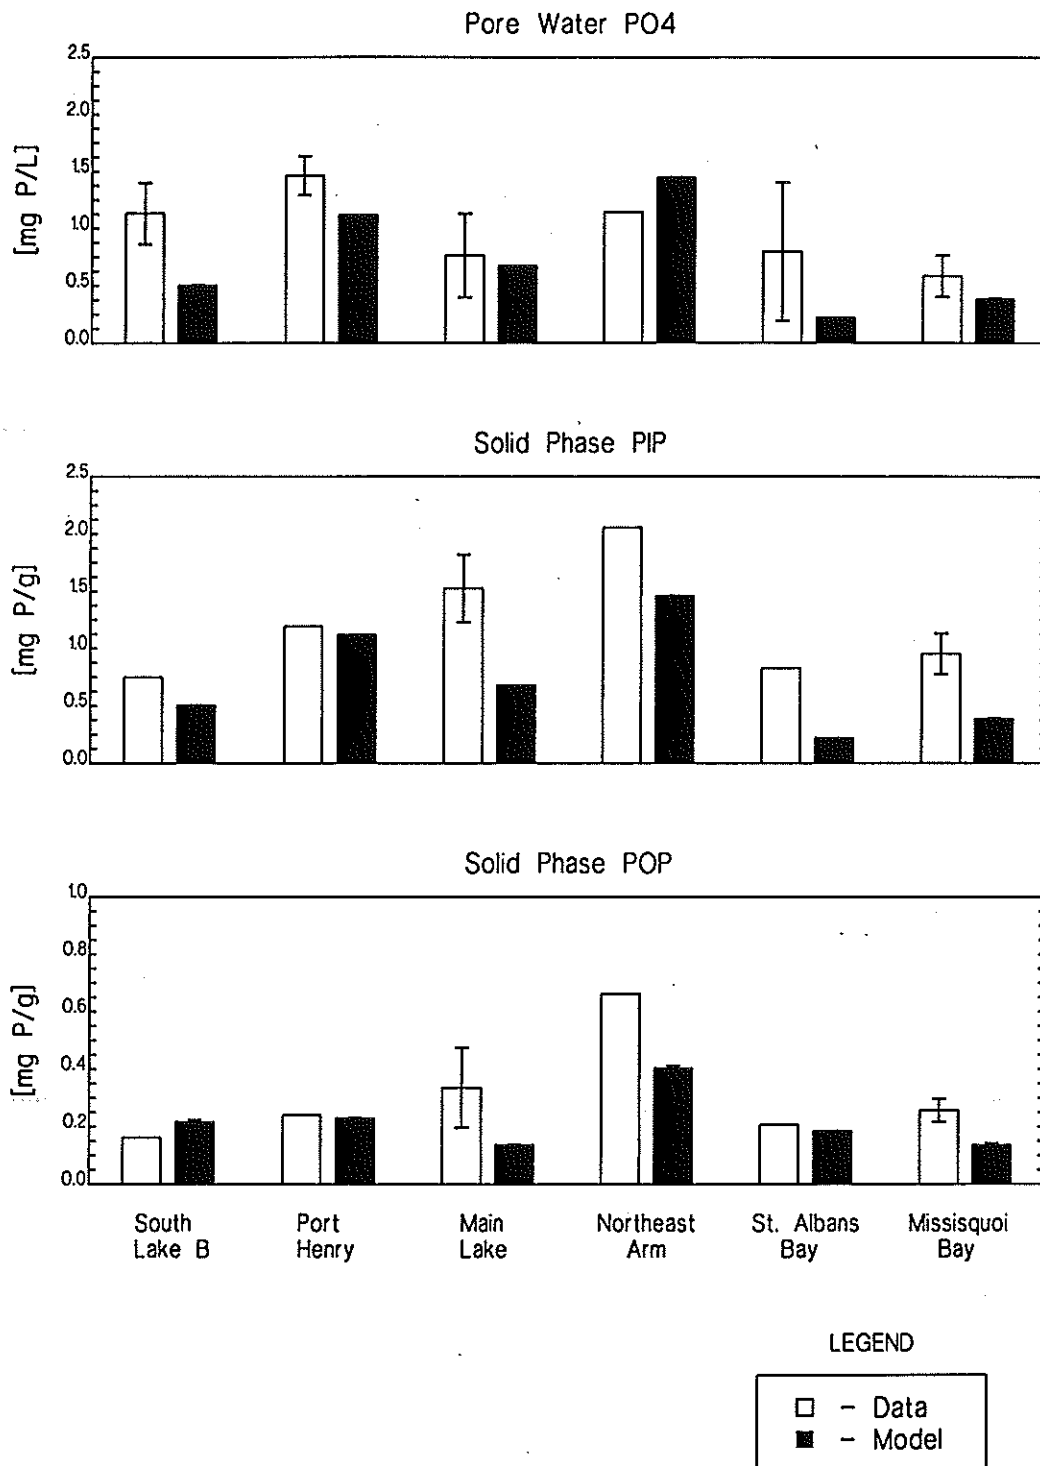 Pore Water PO4
[mg P/L]
2.5
2.0
1.5
1.0
0.5
0.0
Solid Phase PIP
[mg P/g]
2.5
2.0
1.5
1.0
0.5
0.0
Solid Phase POP
[mg P/g]
1.0
0.8
0.6
0.4
0.2
0.0
South Lake B
Port Henry
Main Lake
Northeast Arm
St. Albans Bay
Missisquoi Bay
LEGEND
□ – Data
■ – Model